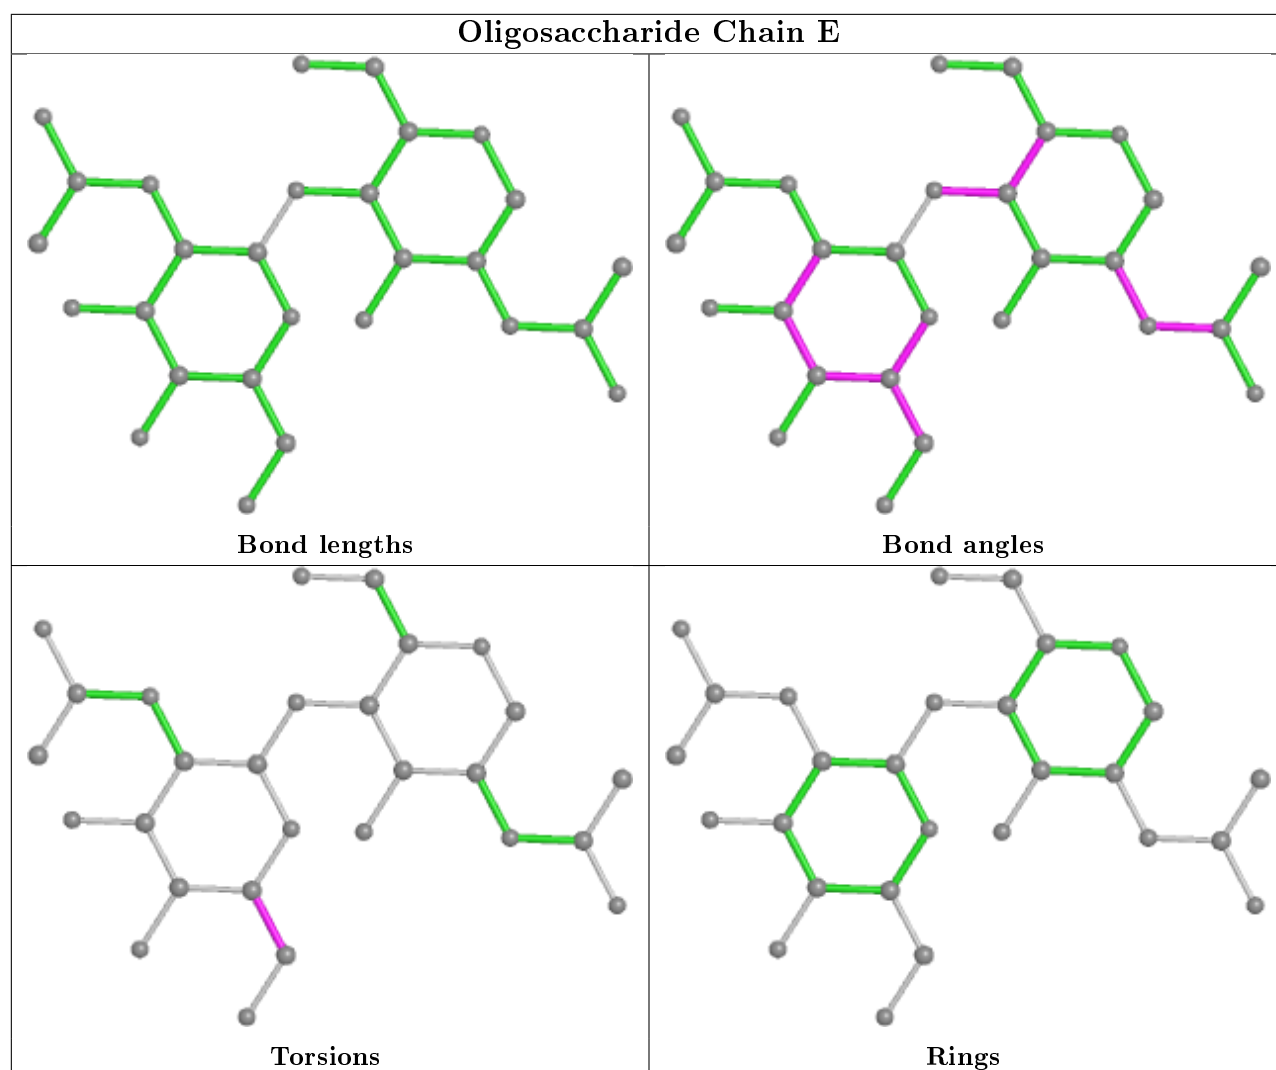 Oligosaccharide Chain E
Bond lengths
Bond angles
Torsions
Rings